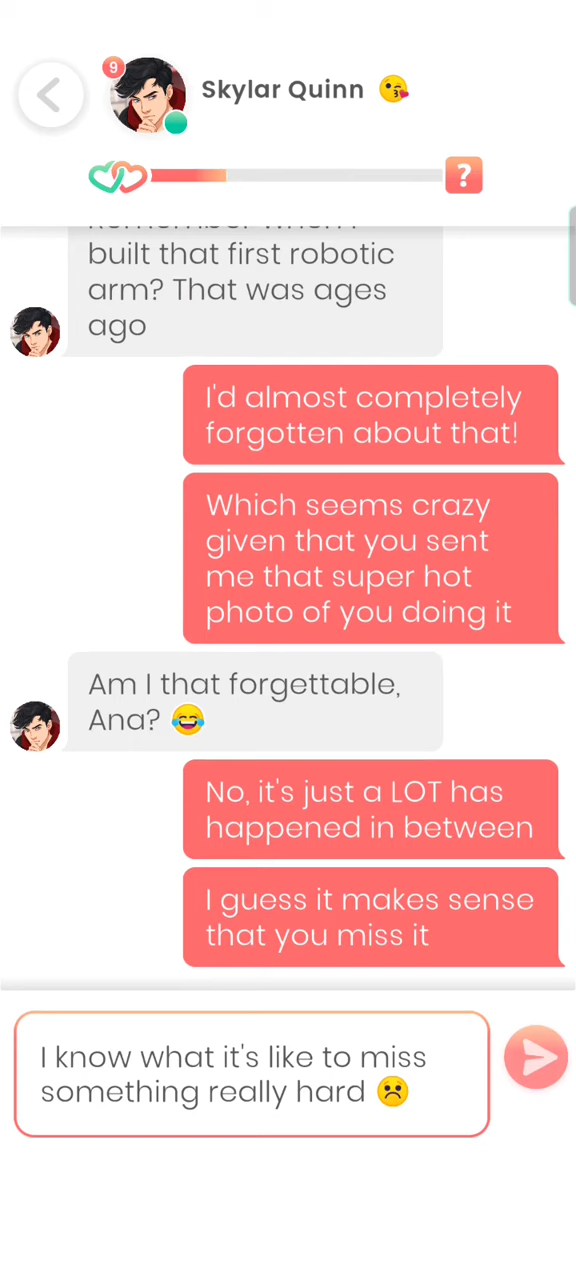 9
Skylar Quinn 😘
?
built that first robotic
arm? That was ages
ago
I'd almost completely
forgotten about that!
Which seems crazy
given that you sent
me that super hot
photo of you doing it
Am I that forgettable,
Ana? 😂
No, it's just a LOT has
happened in between
I guess it makes sense
that you miss it
I know what it's like to miss
something really hard ☹️